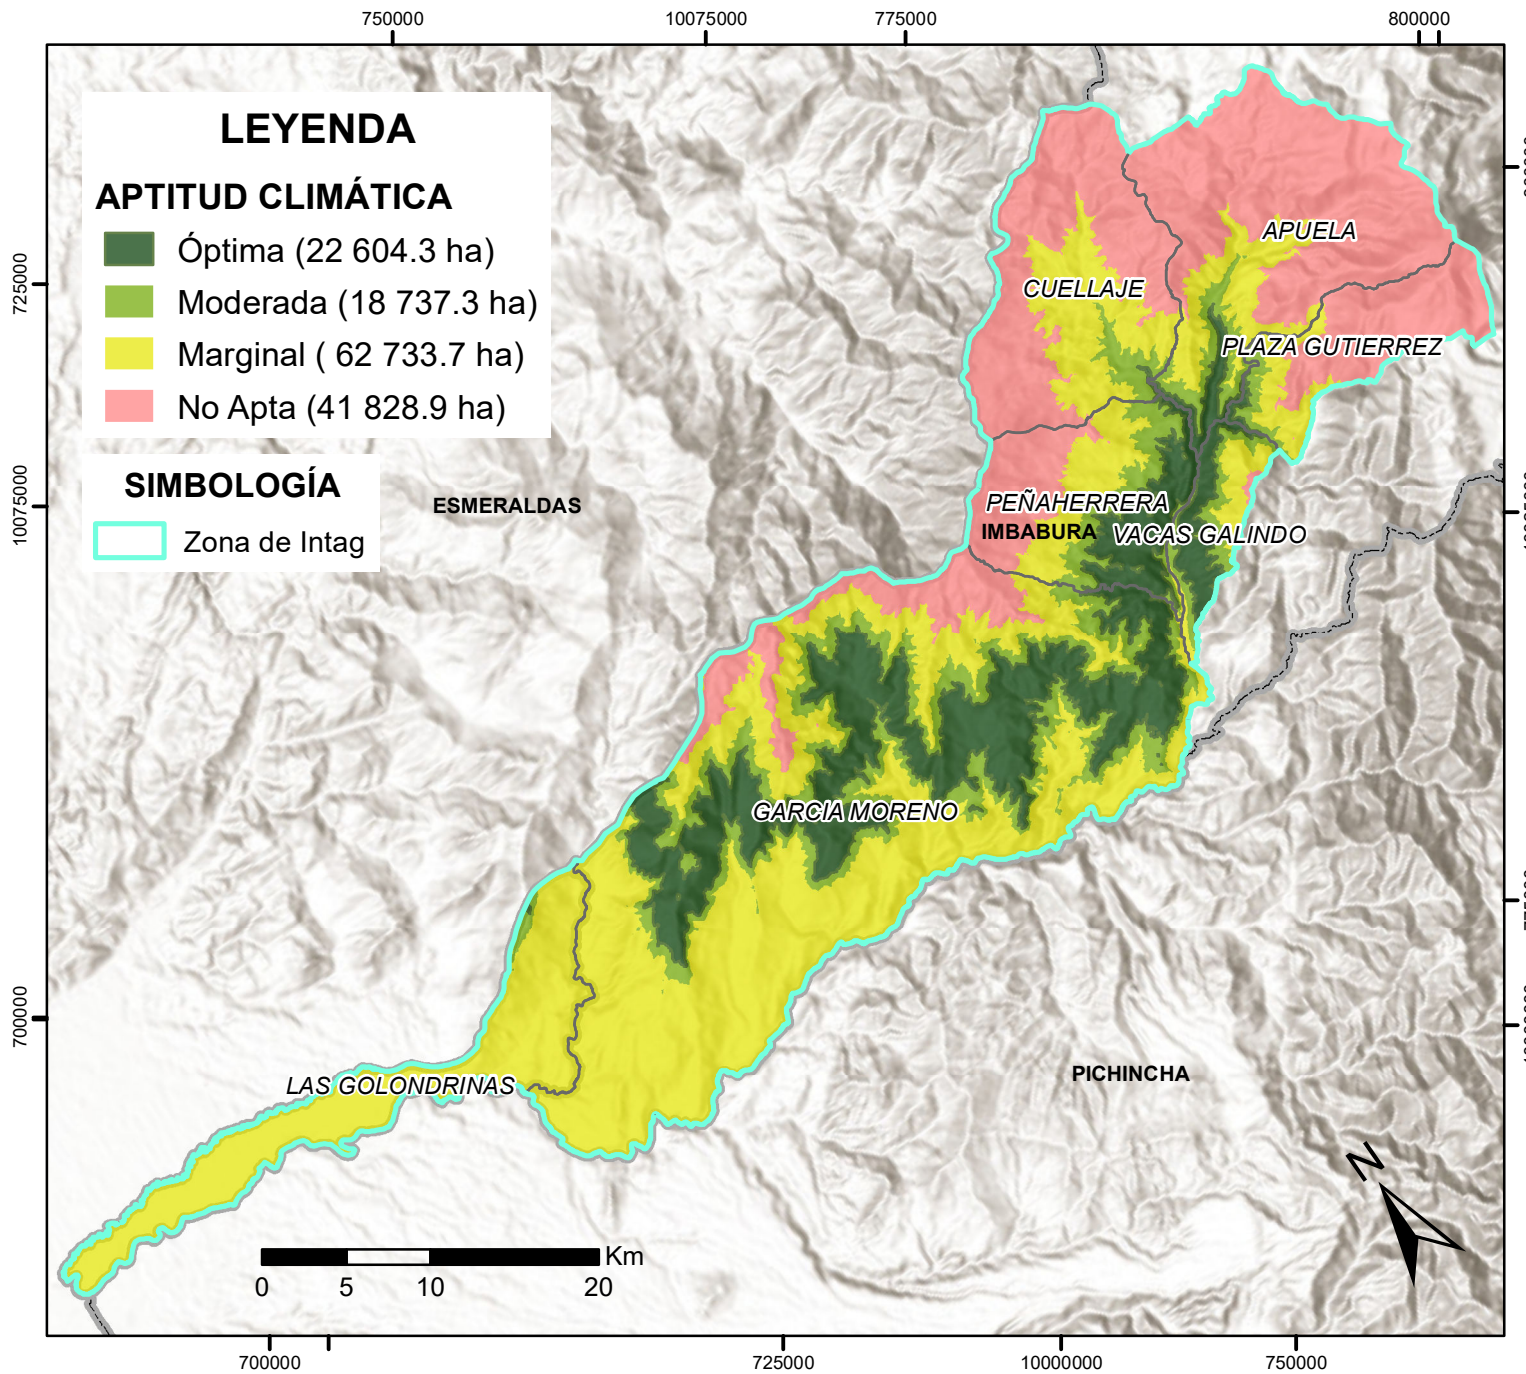 750000
10075000
775000
800000
LEYENDA
APTITUD CLIMÁTICA
Óptima (22 604.3 ha)
Moderada (18 737.3 ha)
Marginal ( 62 733.7 ha)
No Apta (41 828.9 ha)
SIMBOLOGÍA
Zona de Intag
725000
10075000
700000
APUELA
CUELLAJE
PLAZA GUTIERREZ
ESMERALDAS
PEÑAHERRERA
IMBABURA
VACAS GALINDO
GARCIA MORENO
PICHINCHA
LAS GOLONDRINAS
N
Km
0
5
10
20
700000
725000
10000000
750000